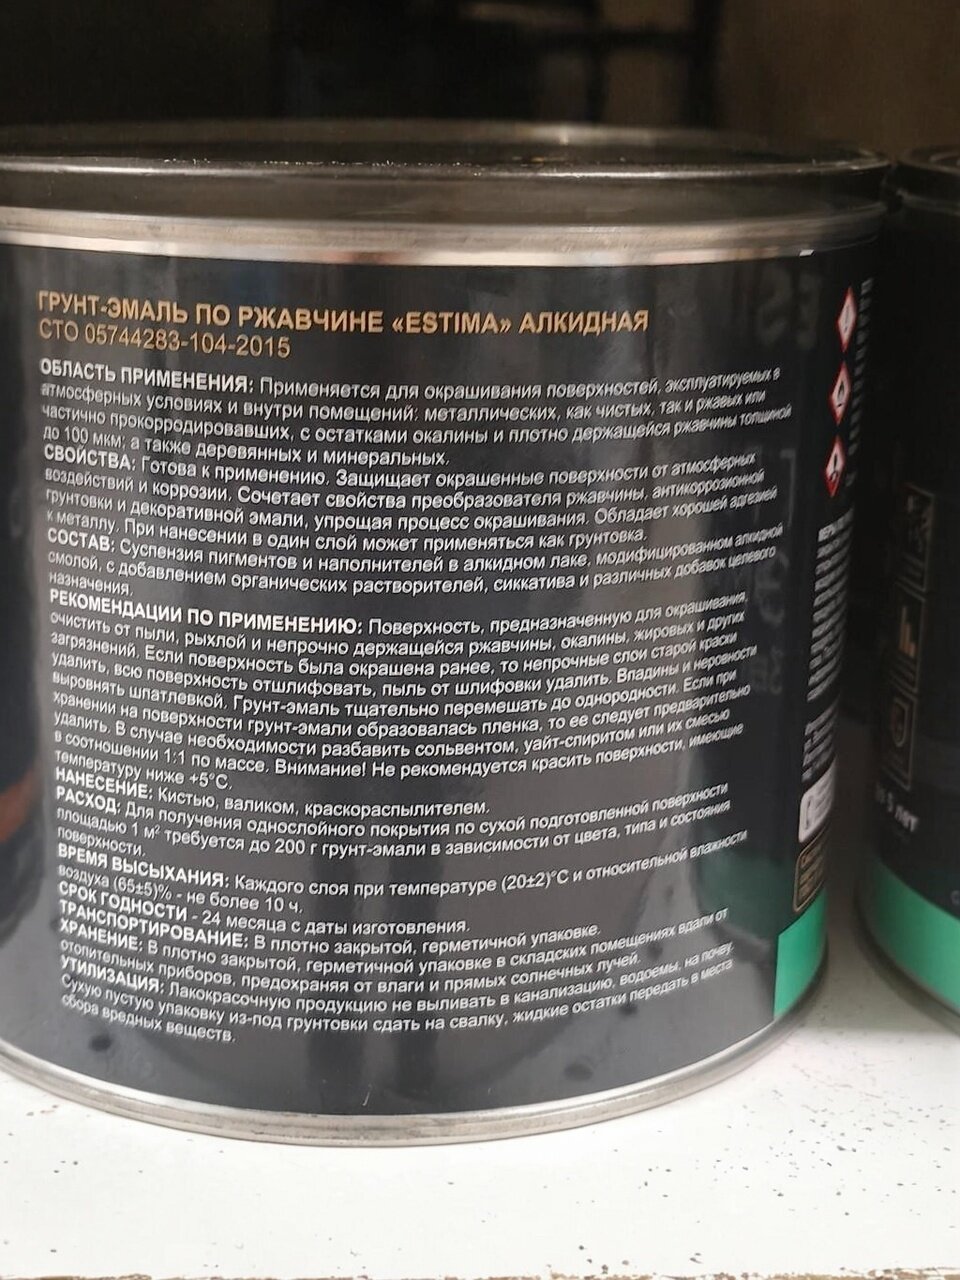 ГРУНТ-ЭМАЛЬ ПО РЖАВЧИНЕ «ESTIMA» АЛКИДНАЯ
СТО 05744283-104-2015
ОБЛАСТЬ ПРИМЕНЕНИЯ: Применяется для окрашивания поверхностей, эксплуатируемых в
атмосферных условиях и внутри помещений: металлических, как чистых, так и ржавых или
частично прокорродировавших, с остатками окалины и плотно держащейся ржавчины толщиной
до 100 мкм; а также деревянных и минеральных.
СВОЙСТВА: Готова к применению. Защищает окрашенные поверхности от атмосферных
воздействий и коррозии. Сочетает свойства преобразователя ржавчины, антикоррозионной
грунтовки и декоративной эмали, упрощая процесс окрашивания. Обладает хорошей адгезией
к металлу. При нанесении в один слой может применяться как грунтовка.
СОСТАВ: Суспензия пигментов и наполнителей в алкидном лаке, модифицированном алкидной
смолой, с добавлением органических растворителей, сиккатива и различных добавок целевого
назначения.
РЕКОМЕНДАЦИИ ПО ПРИМЕНЕНИЮ: Поверхность, предназначенную для окрашивания,
очистить от пыли, рыхлой и непрочно держащейся ржавчины, окалины, жировых и других
загрязнений. Если поверхность была окрашена ранее, то непрочные слои старой краски
удалить, всю поверхность отшлифовать, пыль от шлифовки удалить. Впадины и неровности
выровнять шпатлевкой. Грунт-эмаль тщательно перемешать до однородности. Если при
хранении на поверхности грунт-эмали образовалась пленка, то ее следует предварительно
удалить. В случае необходимости разбавить сольвентом, уайт-спиритом или их смесью
в соотношении 1:1 по массе. Внимание! Не рекомендуется красить поверхности, имеющие
температуру ниже +5°С.
НАНЕСЕНИЕ: Кистью, валиком, краскораспылителем.
РАСХОД: Для получения однослойного покрытия по сухой подготовленной поверхности
площадью 1 м² требуется до 200 г грунт-эмали в зависимости от цвета, типа и состояния
поверхности.
ВРЕМЯ ВЫСЫХАНИЯ: Каждого слоя при температуре (20±2)°С и относительной влажности
воздуха (65±5)% - не более 10 ч.
СРОК ГОДНОСТИ - 24 месяца с даты изготовления.
ТРАНСПОРТИРОВАНИЕ: В плотно закрытой, герметичной упаковке.
ХРАНЕНИЕ: В плотно закрытой, герметичной упаковке в складских помещениях вдали от
отопительных приборов, предохраняя от влаги и прямых солнечных лучей.
УТИЛИЗАЦИЯ: Лакокрасочную продукцию не выливать в канализацию, водоемы, на почву.
Сухую пустую упаковку из-под грунтовки сдать на свалку, жидкие остатки передать в места
сбора вредных веществ.